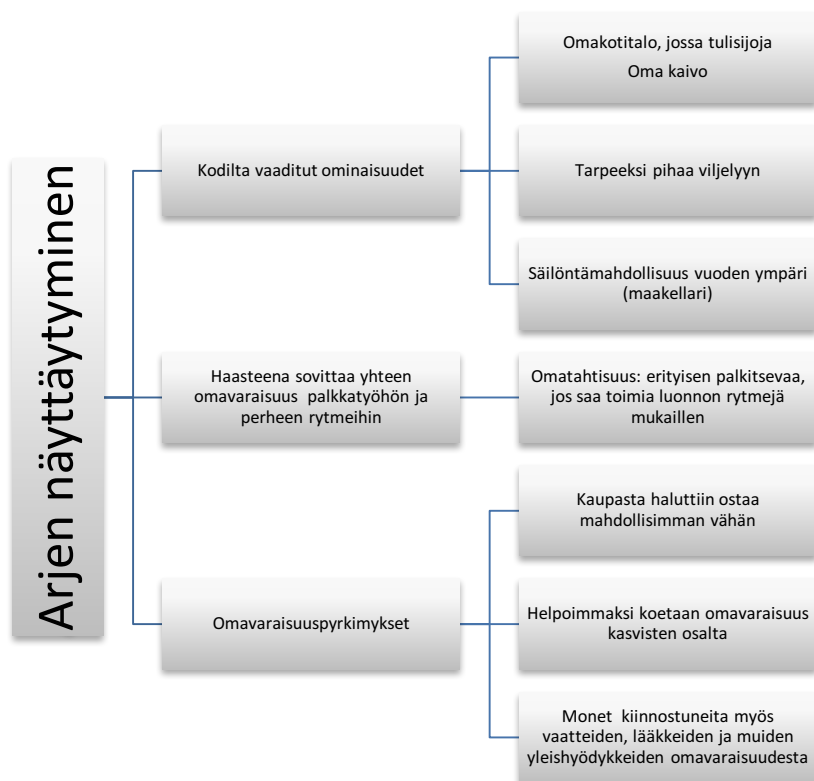 Arjen näyttäytyminen
Kodilta vaaditut ominaisuudet
Omakotitalo, jossa tulisijoja
Oma kaivo
Tarpeeksi pihaa viljelyyn
Säilöntämahdollisuus vuoden ympäri
(maakellari)
Haasteena sovittaa yhteen
omavaraisuus palkkatyöhön ja
perheen rytmeihin
Omatahtisuus: erityisen palkitsevaa,
jos saa toimia luonnon rytmejä
mukaillen
Omavaraisuuspyrkimykset
Kaupasta haluttiin ostaa
mahdollisimman vähän
Helpoimmaksi koetaan omavaraisuus
kasvisten osalta
Monet kiinnostuneita myös
vaatteiden, lääkkeiden ja muiden
yleishyödykkeiden omavaraisuudesta